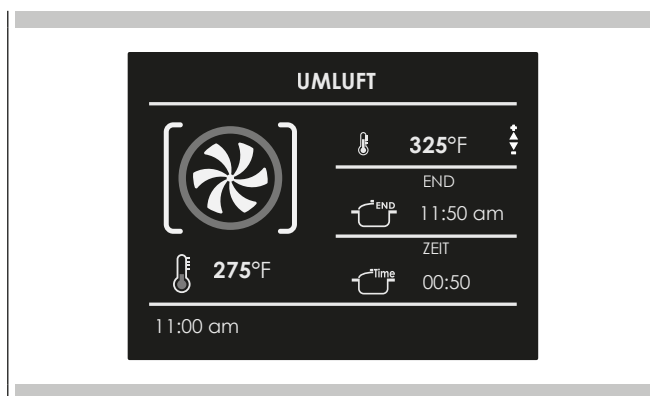 UMLUFT
325°F
+
-
END
END
11:50 am
275°F
ZEIT
Time
00:50
11:00 am